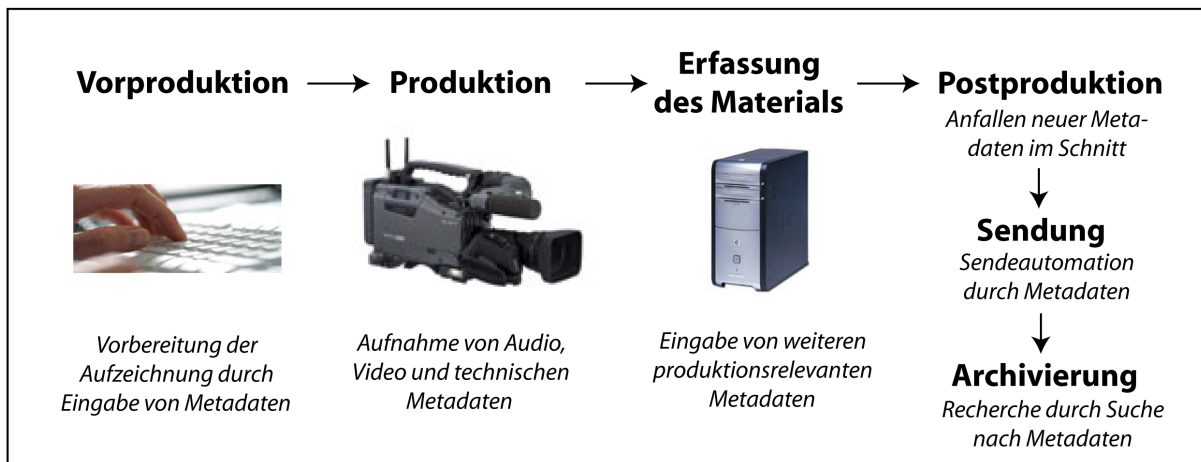 Vorproduktion
Vorbereitung der
Aufzeichnung durch
Eingabe von Metadaten
Produktion
Aufnahme von Audio,
Video und technischen
Metadaten
Erfassung
des Materials
Eingabe von weiteren
produktionsrelevanten
Metadaten
Postproduktion
Anfallen neuer Meta-
daten im Schnitt
Sendung
Sendeautomation
durch Metadaten
Archivierung
Recherche durch Suche
nach Metadaten